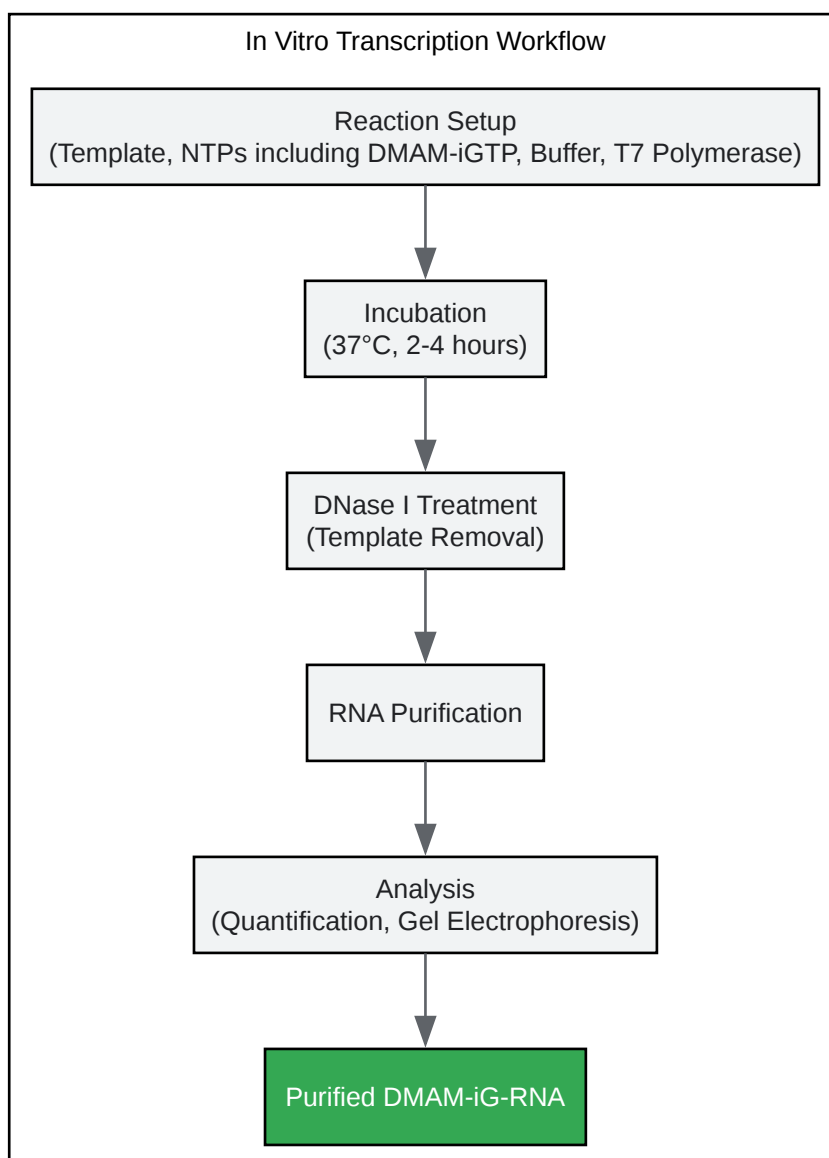 In Vitro Transcription Workflow
Reaction Setup
(Template, NTPs including DMAM-iGTP, Buffer, T7 Polymerase)
Incubation
(37°C, 2-4 hours)
DNase I Treatment
(Template Removal)
RNA Purification
Analysis
(Quantification, Gel Electrophoresis)
Purified DMAM-iG-RNA